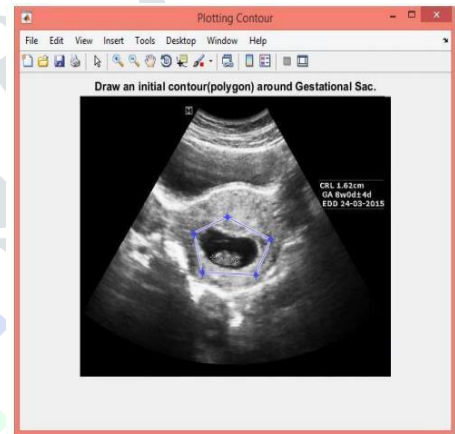 Plotting Contour
File Edit View Insert Tools Desktop Window Help
Draw an initial contour(polygon) around Gestational Sac.
CRL 1.62cm
GA 8w0d±4d
EDD 24-03-2015